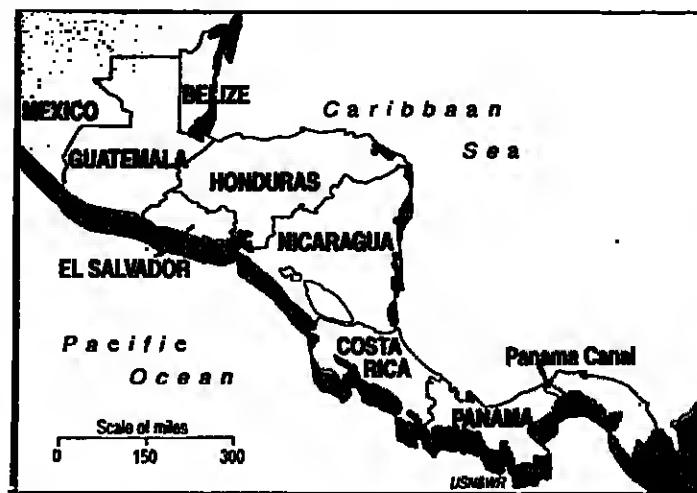 MEXICO
BELIZE
Caribbaan
Sea
GUATEMALA
HONDURAS
NICARAGUA
EL SALVADOR
Pacific
Ocean
COSTA
RICA
Panama Canal
PANAMA
Scale of miles
0 150 300
USN&WR